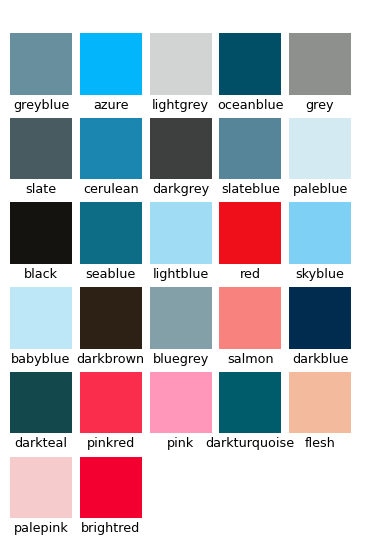 greyblue azure lightgrey oceanblue grey
slate cerulean darkgrey slateblue paleblue
black seablue lightblue red skyblue
babyblue darkbrown bluegrey salmon darkblue
darkteal pinkred pink darkturquoise flesh
palepink brightred